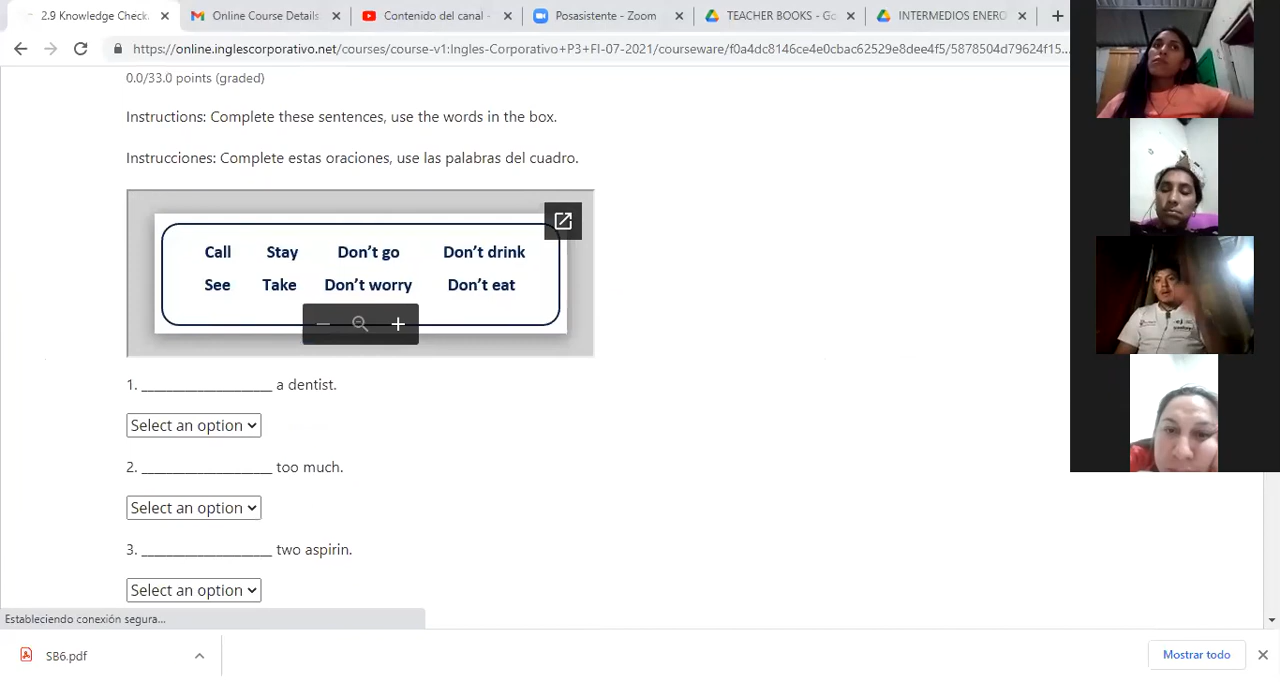 2.9 Knowledge Check.
Online Course Details
Contenido del canal -
Posasistente - Zoom
TEACHER BOOKS - Go
INTERMEDIOS ENERO
https://online.inglescorporativo.net/courses/course-v1:Ingles-Corporativo+P3+FI-07-2021/courseware/f0a4dc8146ce4e0cbac62529e8dee4f5/5878504d79624f15...
0.0/33.0 points (graded)
Instructions: Complete these sentences, use the words in the box.
Instrucciones: Complete estas oraciones, use las palabras del cuadro.
Call Stay Don't go Don't drink
See Take Don't worry Don't eat
1. ____________________ a dentist.
Select an option
2. ____________________ too much.
Select an option
3. ____________________ two aspirin.
Select an option
Estableciendo conexión segura...
SB6.pdf
Mostrar todo